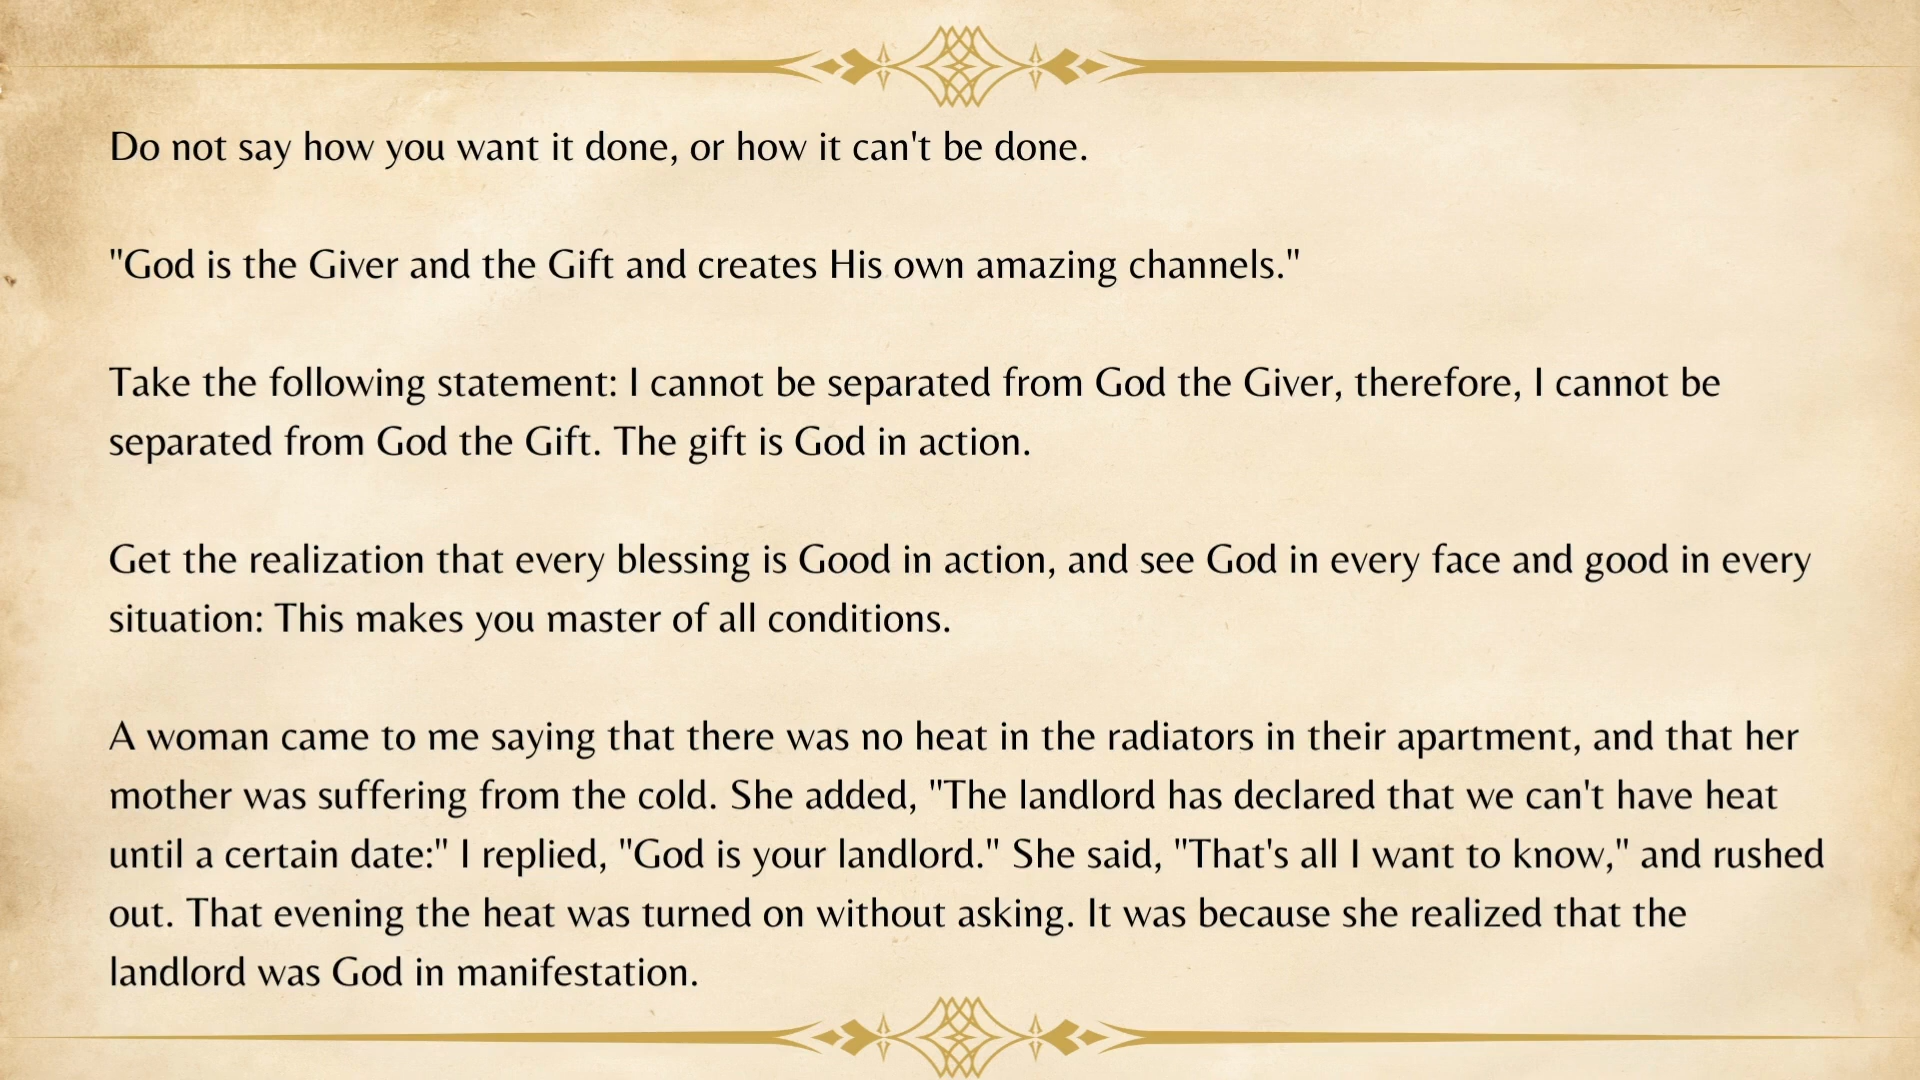 Do not say how you want it done, or how it can't be done.
"God is the Giver and the Gift and creates His own amazing channels."
Take the following statement: I cannot be separated from God the Giver, therefore, I cannot be
separated from God the Gift. The gift is God in action.
Get the realization that every blessing is Good in action, and see God in every face and good in every
situation: This makes you master of all conditions.
A woman came to me saying that there was no heat in the radiators in their apartment, and that her
mother was suffering from the cold. She added, "The landlord has declared that we can't have heat
until a certain date:" I replied, "God is your landlord." She said, "That's all I want to know," and rushed
out. That evening the heat was turned on without asking. It was because she realized that the
landlord was God in manifestation.